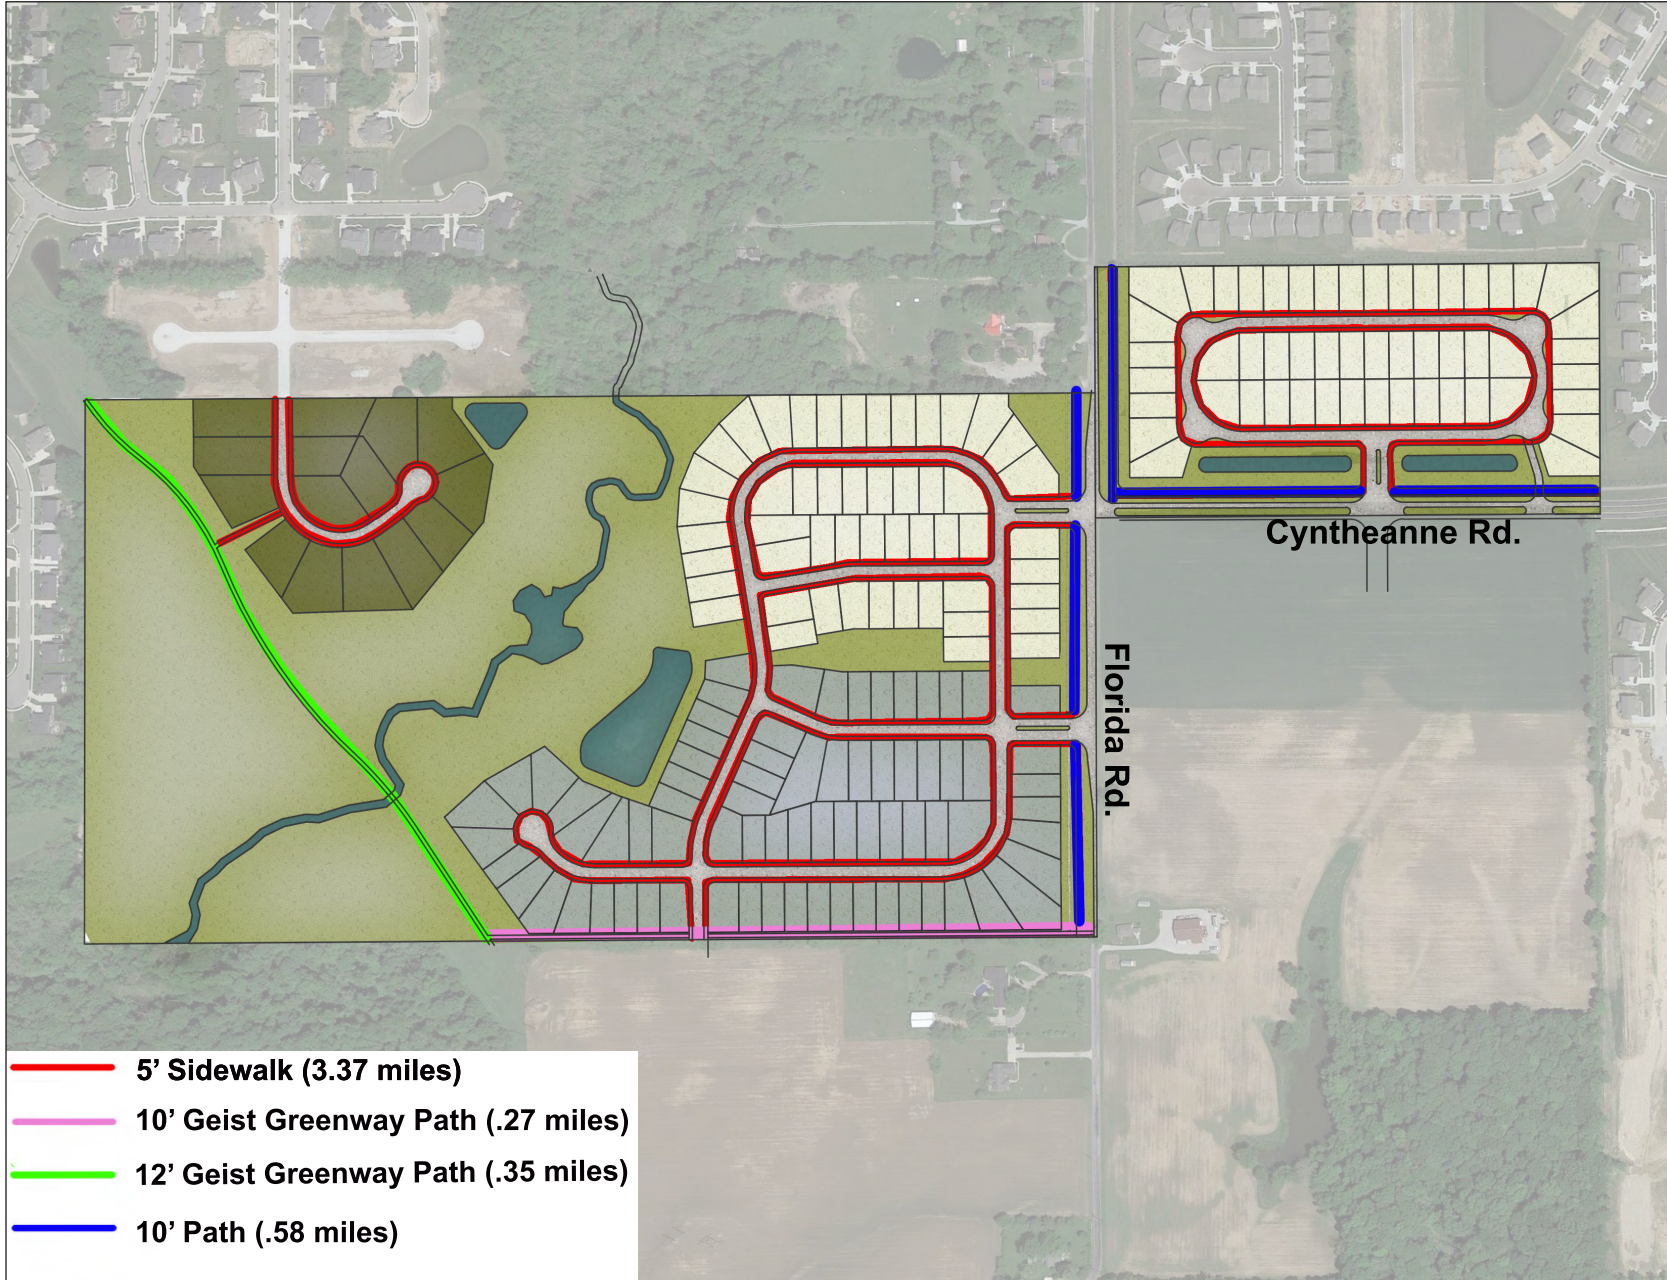 Cyntheanne Rd.
Florida Rd.
5’ Sidewalk (3.37 miles)
10’ Geist Greenway Path (.27 miles)
12’ Geist Greenway Path (.35 miles)
10’ Path (.58 miles)